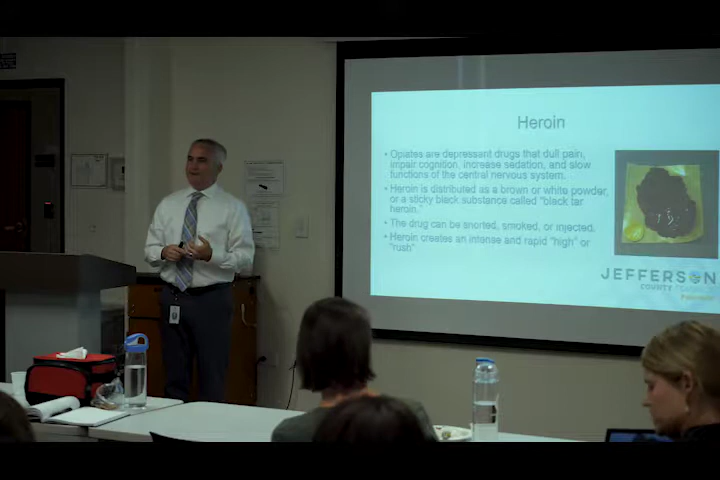 Heroin
• Opiates are depressant drugs that dull pain,
impair cognition, increase sedation, and slow
functions of the central nervous system.
• Heroin is distributed as a brown or white powder,
or a sticky black substance called "black tar
heroin."
• The drug can be snorted, smoked, or injected.
• Heroin creates an intense and rapid "high" or
"rush"
JEFFERSON
COUNTY